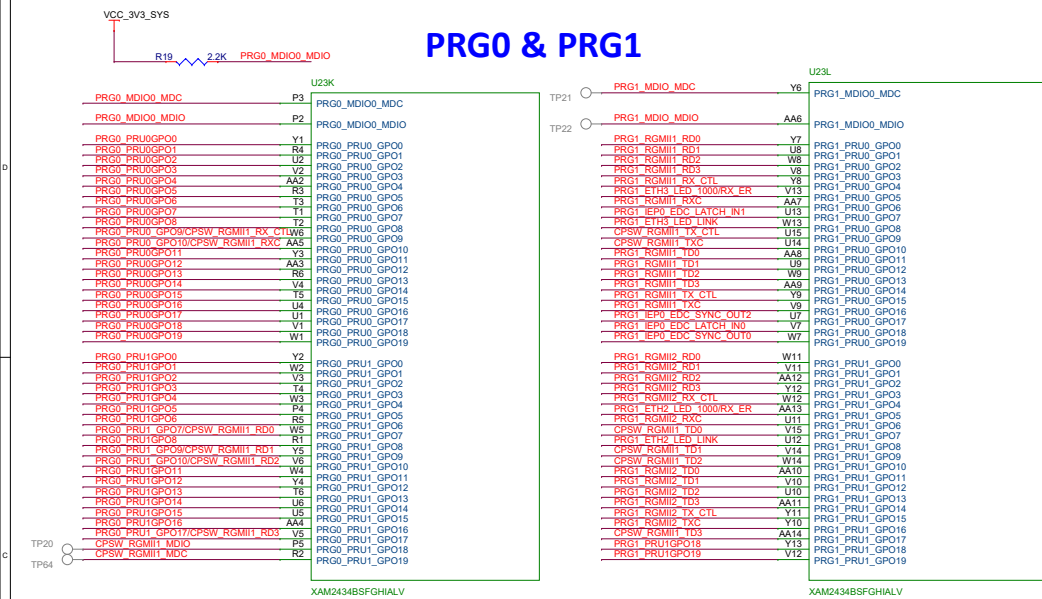 VCC_3V3_SYS
PRG0 & PRG1
R19 2.2K PRG0_MDIO0_MDIO
U23K
PRG0_MDIO0_MDC P3 PRG0_MDIO0_MDC
PRG0_MDIO0_MDIO P2 PRG0_MDIO0_MDIO
PRG0_PRU0GPO0 Y1 PRG0_PRU0_GPO0
PRG0_PRU0GPO1 R4 PRG0_PRU0_GPO1
PRG0_PRU0GPO2 U2 PRG0_PRU0_GPO2
PRG0_PRU0GPO3 V2 PRG0_PRU0_GPO3
PRG0_PRU0GPO4 AA2 PRG0_PRU0_GPO4
PRG0_PRU0GPO5 R3 PRG0_PRU0_GPO5
PRG0_PRU0GPO6 T3 PRG0_PRU0_GPO6
PRG0_PRU0GPO7 T1 PRG0_PRU0_GPO7
PRG0_PRU0GPO8 T2 PRG0_PRU0_GPO8
PRG0_PRU0_GPO9/CPSW_RGMII1_RX_CTL W6 PRG0_PRU0_GPO9
PRG0_PRU0_GPO10/CPSW_RGMII1_RXC AA5 PRG0_PRU0_GPO10
PRG0_PRU0GPO11 Y3 PRG0_PRU0_GPO11
PRG0_PRU0GPO12 AA3 PRG0_PRU0_GPO12
PRG0_PRU0GPO13 R6 PRG0_PRU0_GPO13
PRG0_PRU0GPO14 V4 PRG0_PRU0_GPO14
PRG0_PRU0GPO15 T5 PRG0_PRU0_GPO15
PRG0_PRU0GPO16 U4 PRG0_PRU0_GPO16
PRG0_PRU0GPO17 U1 PRG0_PRU0_GPO17
PRG0_PRU0GPO18 V1 PRG0_PRU0_GPO18
PRG0_PRU0GPO19 W1 PRG0_PRU0_GPO19
PRG0_PRU1GPO0 Y2 PRG0_PRU1_GPO0
PRG0_PRU1GPO1 W2 PRG0_PRU1_GPO1
PRG0_PRU1GPO2 V3 PRG0_PRU1_GPO2
PRG0_PRU1GPO3 T4 PRG0_PRU1_GPO3
PRG0_PRU1GPO4 W3 PRG0_PRU1_GPO4
PRG0_PRU1GPO5 P4 PRG0_PRU1_GPO5
PRG0_PRU1GPO6 R5 PRG0_PRU1_GPO6
PRG0_PRU1_GPO7/CPSW_RGMII1_RD0 W5 PRG0_PRU1_GPO7
PRG0_PRU1GPO8 R1 PRG0_PRU1_GPO8
PRG0_PRU1_GPO9/CPSW_RGMII1_RD1 Y5 PRG0_PRU1_GPO9
PRG0_PRU1_GPO10/CPSW_RGMII1_RD2 V6 PRG0_PRU1_GPO10
PRG0_PRU1GPO11 W4 PRG0_PRU1_GPO11
PRG0_PRU1GPO12 Y4 PRG0_PRU1_GPO12
PRG0_PRU1GPO13 T6 PRG0_PRU1_GPO13
PRG0_PRU1GPO14 U6 PRG0_PRU1_GPO14
PRG0_PRU1GPO15 U5 PRG0_PRU1_GPO15
PRG0_PRU1GPO16 AA4 PRG0_PRU1_GPO16
PRG0_PRU1_GPO17/CPSW_RGMII1_RD3 V5 PRG0_PRU1_GPO17
TP20 CPSW_RGMII1_MDIO P5 PRG0_PRU1_GPO18
TP64 CPSW_RGMII1_MDC R2 PRG0_PRU1_GPO19
XAM2434BSFGHIALV
U23L
TP21 PRG1_MDIO_MDC Y6 PRG1_MDIO0_MDC
TP22 PRG1_MDIO_MDIO AA6 PRG1_MDIO0_MDIO
PRG1_RGMII1_RD0 Y7 PRG1_PRU0_GPO0
PRG1_RGMII1_RD1 U8 PRG1_PRU0_GPO1
PRG1_RGMII1_RD2 W8 PRG1_PRU0_GPO2
PRG1_RGMII1_RD3 V8 PRG1_PRU0_GPO3
PRG1_RGMII1_RX_CTL Y8 PRG1_PRU0_GPO4
PRG1_ETH3_LED_1000/RX_ER V13 PRG1_PRU0_GPO5
PRG1_RGMII1_RXC AA7 PRG1_PRU0_GPO6
PRG1_IEP0_EDC_LATCH_IN1 U13 PRG1_PRU0_GPO7
PRG1_ETH3_LED_LINK W13 PRG1_PRU0_GPO8
CPSW_RGMII1_TX_CTL U15 PRG1_PRU0_GPO9
CPSW_RGMII1_TXC U14 PRG1_PRU0_GPO10
PRG1_RGMII1_TD0 AA8 PRG1_PRU0_GPO11
PRG1_RGMII1_TD1 U9 PRG1_PRU0_GPO12
PRG1_RGMII1_TD2 W9 PRG1_PRU0_GPO13
PRG1_RGMII1_TD3 AA9 PRG1_PRU0_GPO14
PRG1_RGMII1_TX_CTL Y9 PRG1_PRU0_GPO15
PRG1_RGMII1_TXC V9 PRG1_PRU0_GPO16
PRG1_IEP0_EDC_SYNC_OUT2 U7 PRG1_PRU0_GPO17
PRG1_IEP0_EDC_LATCH_IN0 V7 PRG1_PRU0_GPO18
PRG1_IEP0_EDC_SYNC_OUT0 W7 PRG1_PRU0_GPO19
PRG1_RGMII2_RD0 W11 PRG1_PRU1_GPO0
PRG1_RGMII2_RD1 V11 PRG1_PRU1_GPO1
PRG1_RGMII2_RD2 AA12 PRG1_PRU1_GPO2
PRG1_RGMII2_RD3 Y12 PRG1_PRU1_GPO3
PRG1_RGMII2_RX_CTL W12 PRG1_PRU1_GPO4
PRG1_ETH2_LED_1000/RX_ER AA13 PRG1_PRU1_GPO5
PRG1_RGMII2_RXC U11 PRG1_PRU1_GPO6
CPSW_RGMII1_TD0 V15 PRG1_PRU1_GPO7
PRG1_ETH2_LED_LINK U12 PRG1_PRU1_GPO8
CPSW_RGMII1_TD1 V14 PRG1_PRU1_GPO9
CPSW_RGMII1_TD2 W14 PRG1_PRU1_GPO10
PRG1_RGMII2_TD0 AA10 PRG1_PRU1_GPO11
PRG1_RGMII2_TD1 V10 PRG1_PRU1_GPO12
PRG1_RGMII2_TD2 U10 PRG1_PRU1_GPO13
PRG1_RGMII2_TD3 AA11 PRG1_PRU1_GPO14
PRG1_RGMII2_TX_CTL Y11 PRG1_PRU1_GPO15
PRG1_RGMII2_TXC Y10 PRG1_PRU1_GPO16
CPSW_RGMII1_TD3 AA14 PRG1_PRU1_GPO17
PRG1_PRU1GPO18 Y13 PRG1_PRU1_GPO18
PRG1_PRU1GPO19 V12 PRG1_PRU1_GPO19
XAM2434BSFGHIALV
D
C